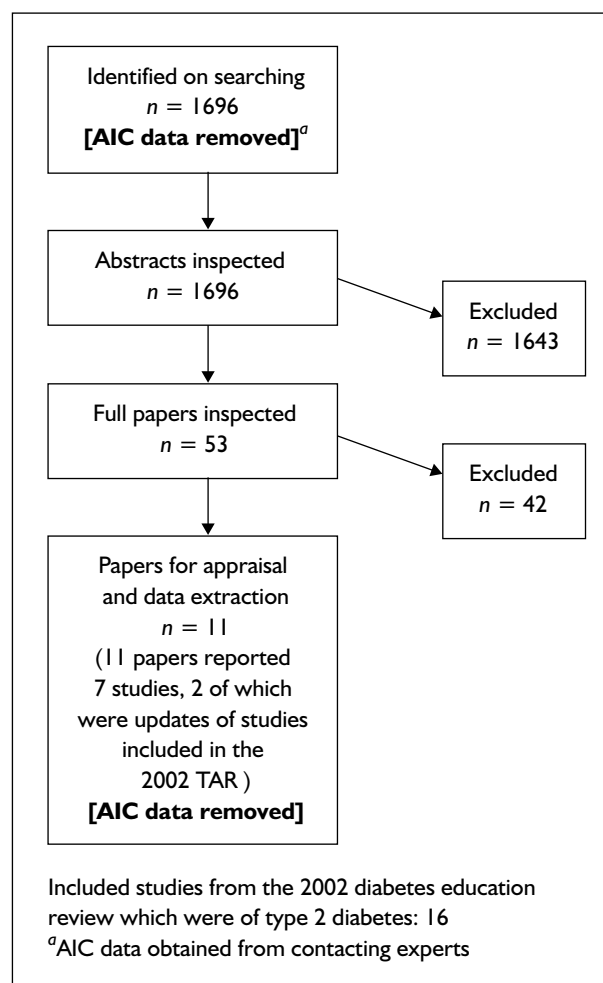 Identified on searching
n = 1696
[AIC data removed]a
Abstracts inspected
n = 1696
Excluded
n = 1643
Full papers inspected
n = 53
Excluded
n = 42
Papers for appraisal
and data extraction
n = 11
(11 papers reported
7 studies, 2 of which
were updates of studies
included in the
2002 TAR )
[AIC data removed]
Included studies from the 2002 diabetes education
review which were of type 2 diabetes: 16
aAIC data obtained from contacting experts